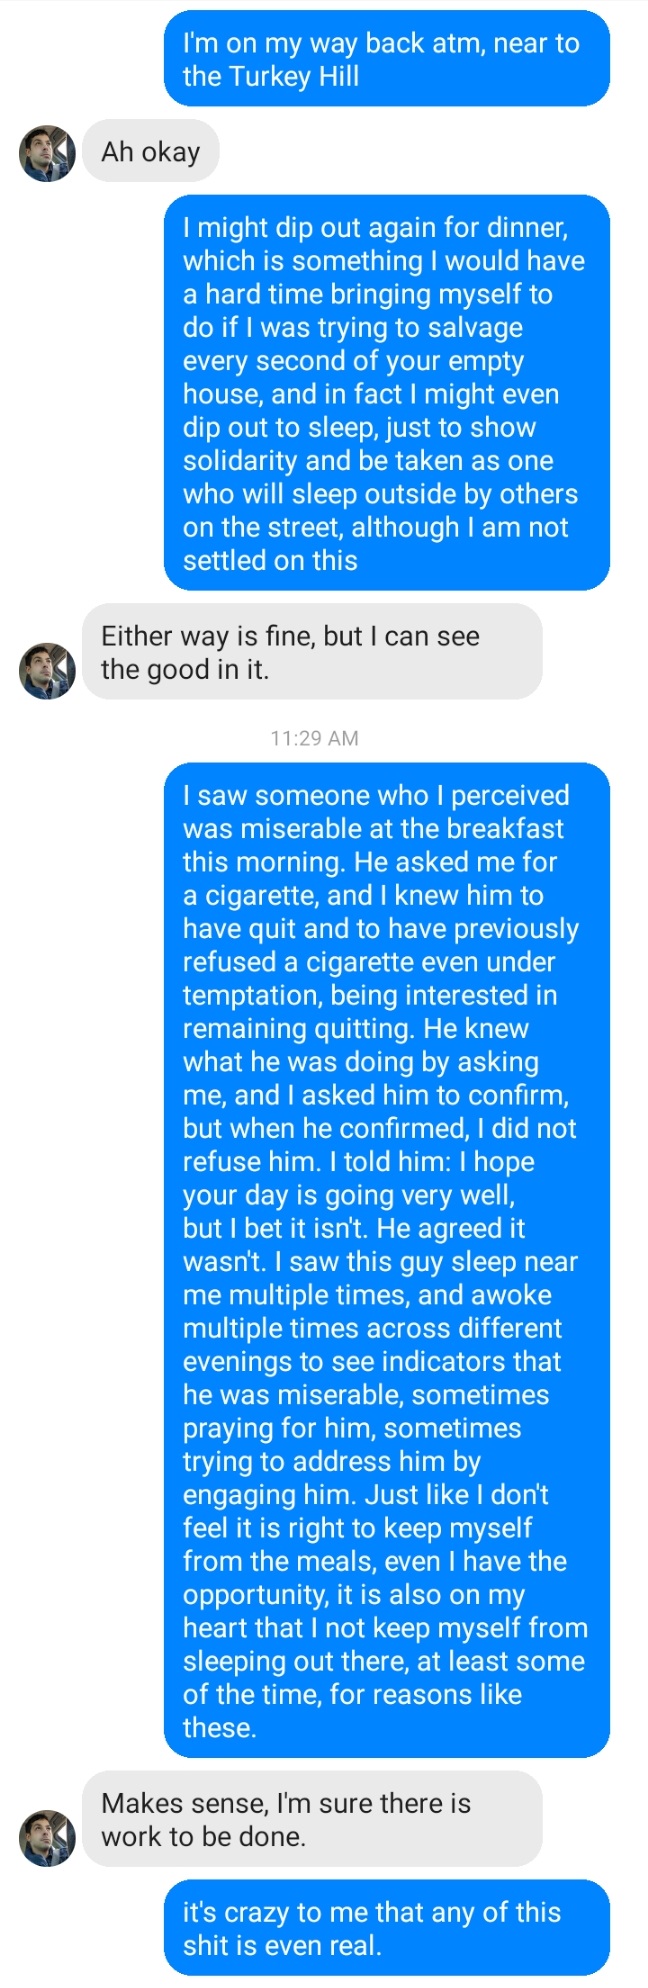 I'm on my way back atm, near to
the Turkey Hill
Ah okay
I might dip out again for dinner,
which is something I would have
a hard time bringing myself to
do if I was trying to salvage
every second of your empty
house, and in fact I might even
dip out to sleep, just to show
solidarity and be taken as one
who will sleep outside by others
on the street, although I am not
settled on this
Either way is fine, but I can see
the good in it.
11:29 AM
I saw someone who I perceived
was miserable at the breakfast
this morning. He asked me for
a cigarette, and I knew him to
have quit and to have previously
refused a cigarette even under
temptation, being interested in
remaining quitting. He knew
what he was doing by asking
me, and I asked him to confirm,
but when he confirmed, I did not
refuse him. I told him: I hope
your day is going very well,
but I bet it isn't. He agreed it
wasn't. I saw this guy sleep near
me multiple times, and awoke
multiple times across different
evenings to see indicators that
he was miserable, sometimes
praying for him, sometimes
trying to address him by
engaging him. Just like I don't
feel it is right to keep myself
from the meals, even I have the
opportunity, it is also on my
heart that I not keep myself from
sleeping out there, at least some
of the time, for reasons like
these.
Makes sense, I'm sure there is
work to be done.
it's crazy to me that any of this
shit is even real.